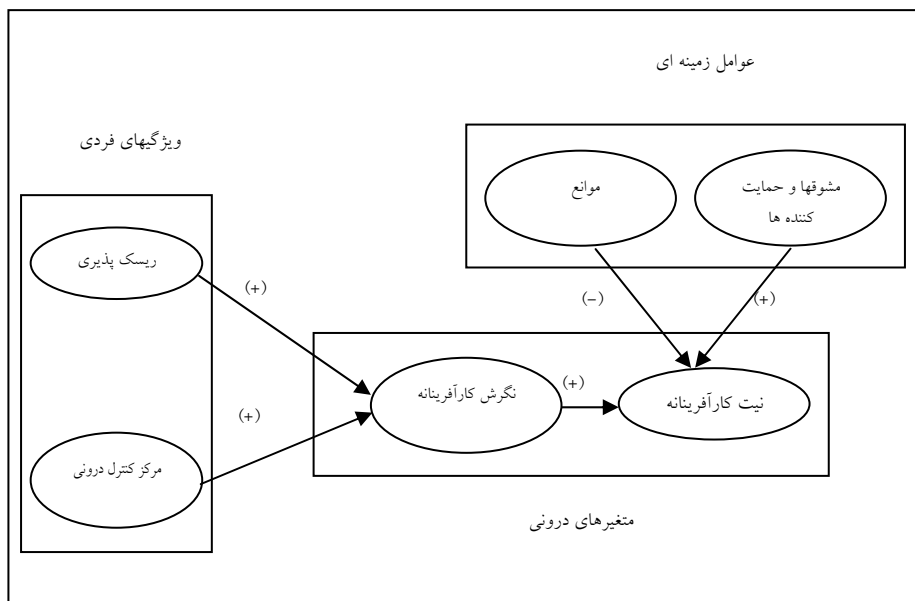 عوامل زمینه ای
ویژگیهای فردی
موانع
مشوقها و حمایت
کننده ها
ریسک پذیری
(+)
(-)
(+)
نگرش کارآفرینانه
(+)
نیت کارآفرینانه
(+)
مرکز کنترل درونی
متغیرهای درونی